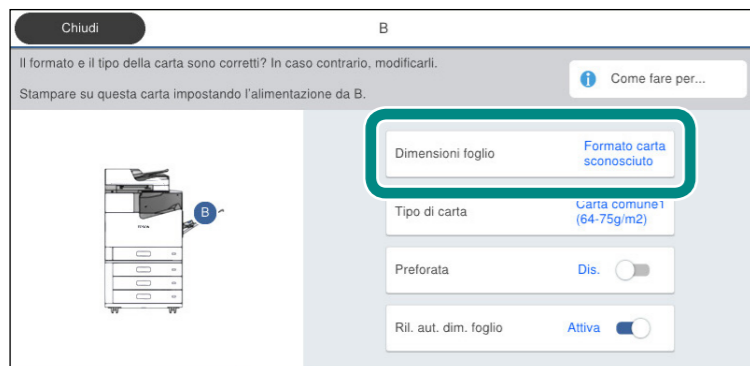 Chiudi
B
Il formato e il tipo della carta sono corretti? In caso contrario, modificarli.
Stampare su questa carta impostando l'alimentazione da B.
Come fare per...
Dimensioni foglio
Formato carta
sconosciuto
B
EPSON
Tipo di carta
Carta comune1
(64-75g/m2)
Preforata
Dis.
Ril. aut. dim. foglio
Attiva